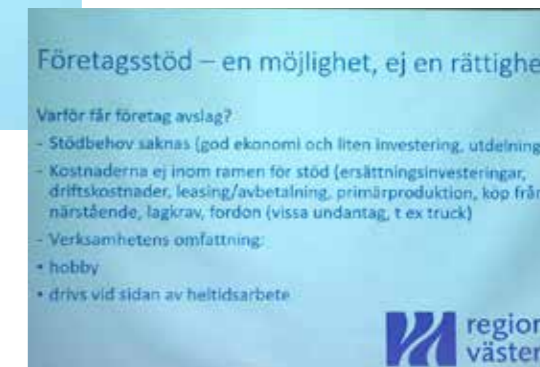 Företagsstöd – en möjlighet, ej en rättighe
Varför får företag avslag?
- Stödbehov saknas (god ekonomi och liten investering, utdelning
- Kostnaderna ej inom ramen för stöd (ersättningsinvesteringar,
driftskostnader, leasing/avbetalning, primärproduktion, köp från
närstående, lagkrav, fordon (vissa undantag, t ex truck)
- Verksamhetens omfattning:
• hobby
• drivs vid sidan av heltidsarbete
region
väster